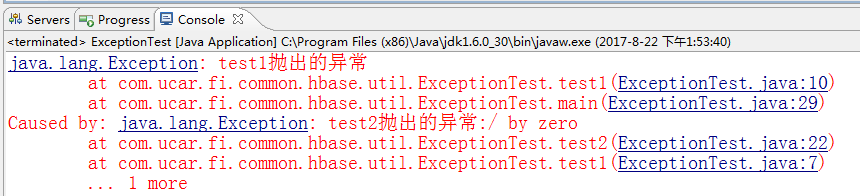 Servers Progress Console
<terminated> ExceptionTest [Java Application] C:\Program Files (x86)\Java\jdk1.6.0_30\bin\javaw.exe (2017-8-22 下午1:53:40)
java.lang.Exception: test1抛出的异常
at com.ucar.fi.common.hbase.util.ExceptionTest.test1(ExceptionTest.java:10)
at com.ucar.fi.common.hbase.util.ExceptionTest.main(ExceptionTest.java:29)
Caused by: java.lang.Exception: test2抛出的异常:/ by zero
at com.ucar.fi.common.hbase.util.ExceptionTest.test2(ExceptionTest.java:22)
at com.ucar.fi.common.hbase.util.ExceptionTest.test1(ExceptionTest.java:7)
... 1 more